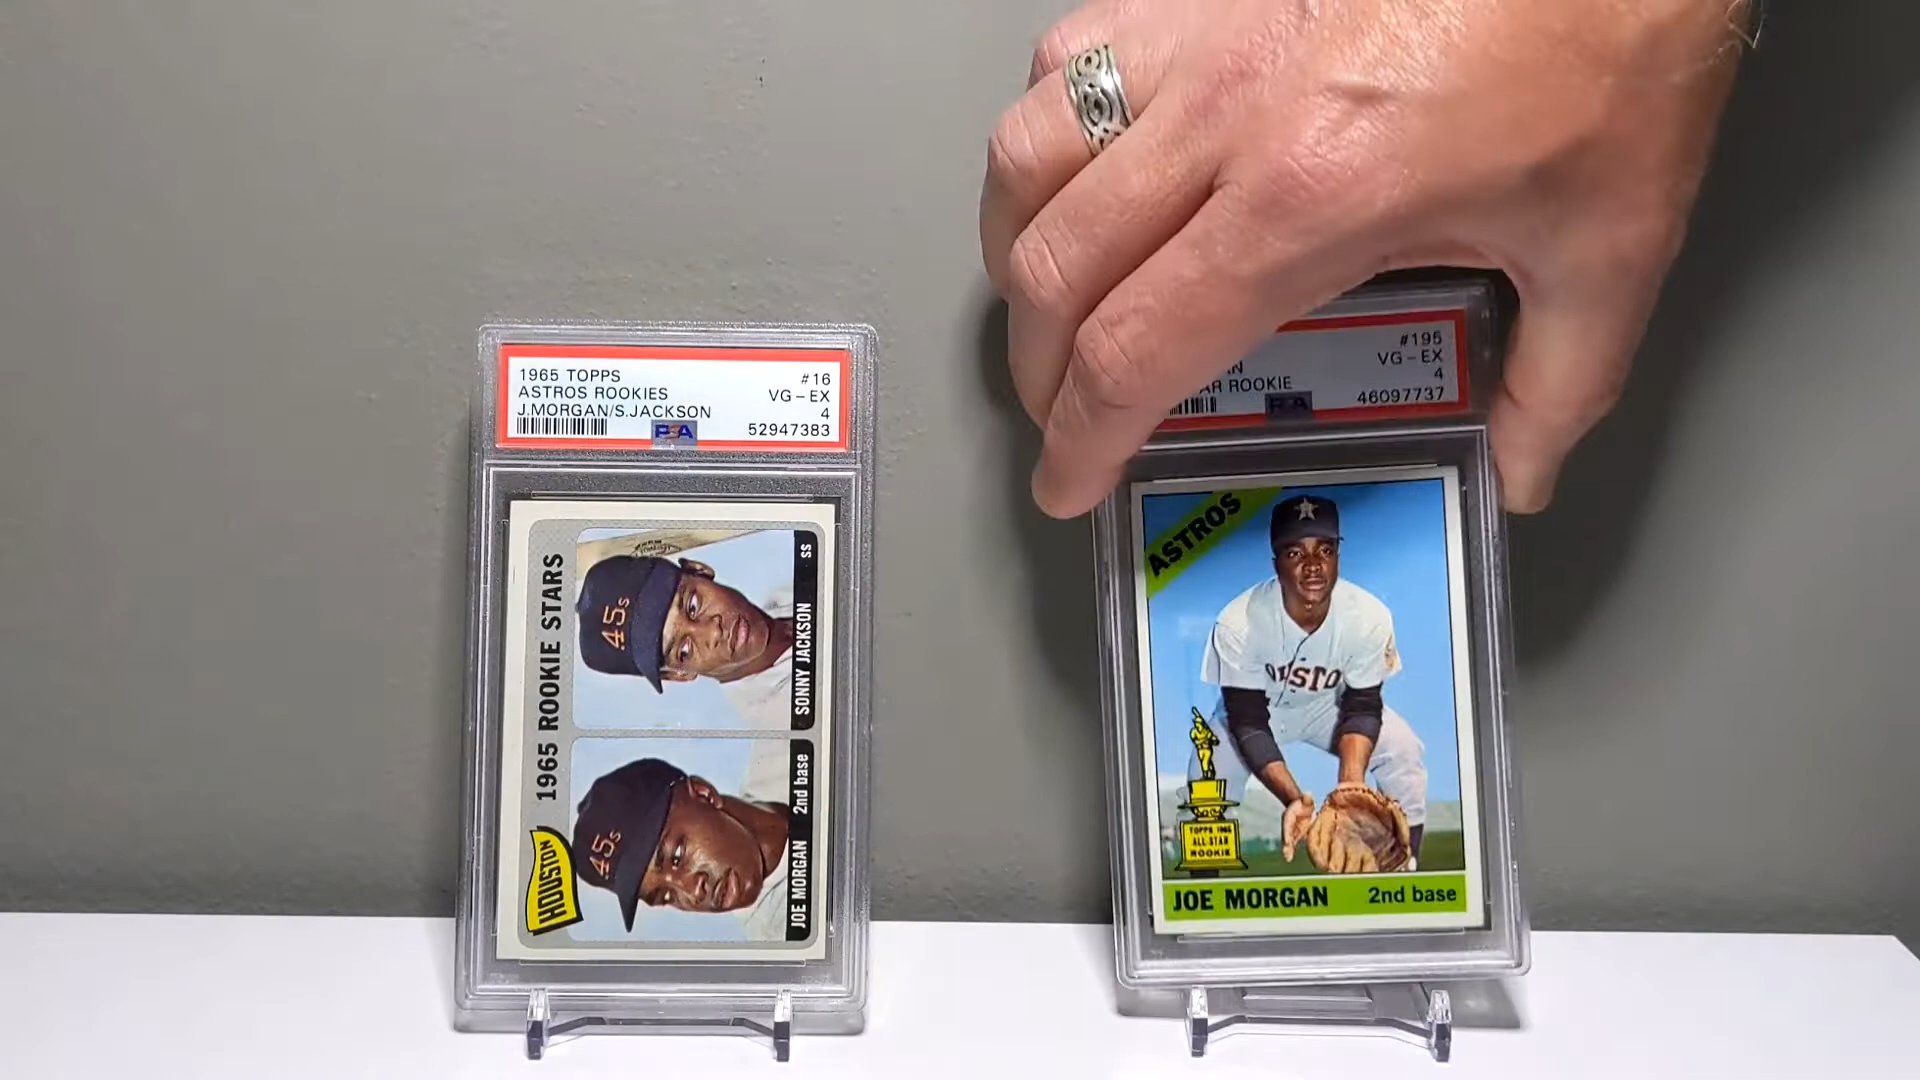 1965 TOPPS #16
ASTROS ROOKIES VG-EX
J.MORGAN/S.JACKSON 4
PSA 52947383
1965 ROOKIE STARS
HOUSTON
.45s
SONNY JACKSON ss
.45s
JOE MORGAN 2nd base
#195
VG-EX
4
ROOKIE
PSA 46097737
ASTROS
TOPPS 1965
ALL-STAR
ROOKIE
JOE MORGAN 2nd base